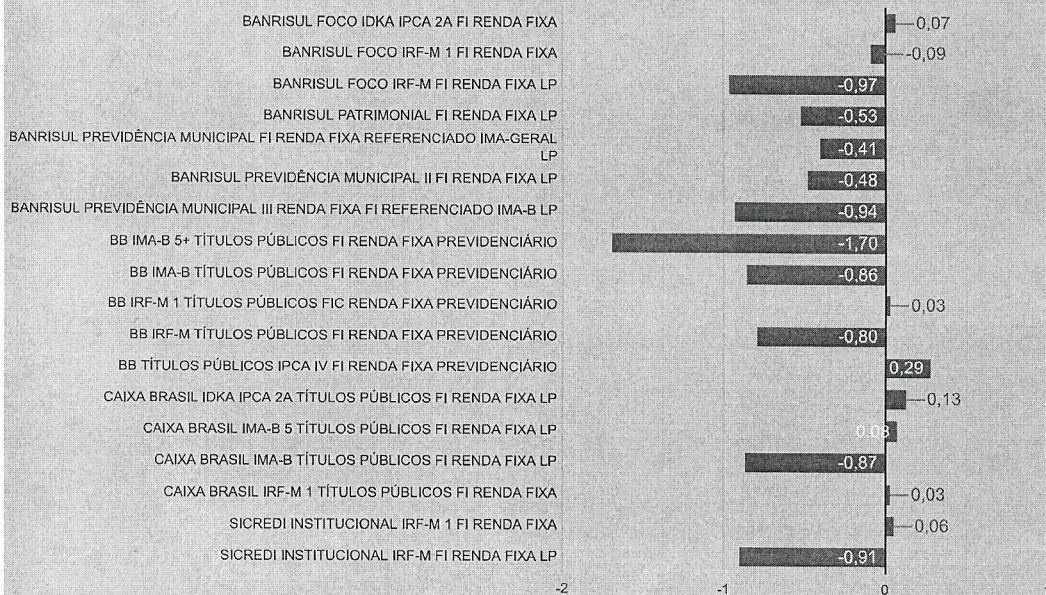 BANRISUL FOCO IDKA IPCA 2A FI RENDA FIXA 0,07
BANRISUL FOCO IRF-M 1 FI RENDA FIXA -0,09
BANRISUL FOCO IRF-M FI RENDA FIXA LP -0,97
BANRISUL PATRIMONIAL FI RENDA FIXA LP -0,53
BANRISUL PREVIDÊNCIA MUNICIPAL FI RENDA FIXA REFERENCIADO IMA-GERAL
LP -0,41
BANRISUL PREVIDÊNCIA MUNICIPAL II FI RENDA FIXA LP -0,48
BANRISUL PREVIDÊNCIA MUNICIPAL III RENDA FIXA FI REFERENCIADO IMA-B LP -0,94
BB IMA-B 5+ TÍTULOS PÚBLICOS FI RENDA FIXA PREVIDENCIÁRIO -1,70
BB IMA-B TÍTULOS PÚBLICOS FI RENDA FIXA PREVIDENCIÁRIO -0,86
BB IRF-M 1 TÍTULOS PÚBLICOS FIC RENDA FIXA PREVIDENCIÁRIO 0,03
BB IRF-M TÍTULOS PÚBLICOS FI RENDA FIXA PREVIDENCIÁRIO -0,80
BB TÍTULOS PÚBLICOS IPCA IV FI RENDA FIXA PREVIDENCIÁRIO 0,29
CAIXA BRASIL IDKA IPCA 2A TÍTULOS PÚBLICOS FI RENDA FIXA LP 0,13
CAIXA BRASIL IMA-B 5 TÍTULOS PÚBLICOS FI RENDA FIXA LP 0,08
CAIXA BRASIL IMA-B TÍTULOS PÚBLICOS FI RENDA FIXA LP -0,87
CAIXA BRASIL IRF-M 1 TÍTULOS PÚBLICOS FI RENDA FIXA 0,03
SICREDI INSTITUCIONAL IRF-M 1 FI RENDA FIXA 0,06
SICREDI INSTITUCIONAL IRF-M FI RENDA FIXA LP -0,91
-2 -1 0